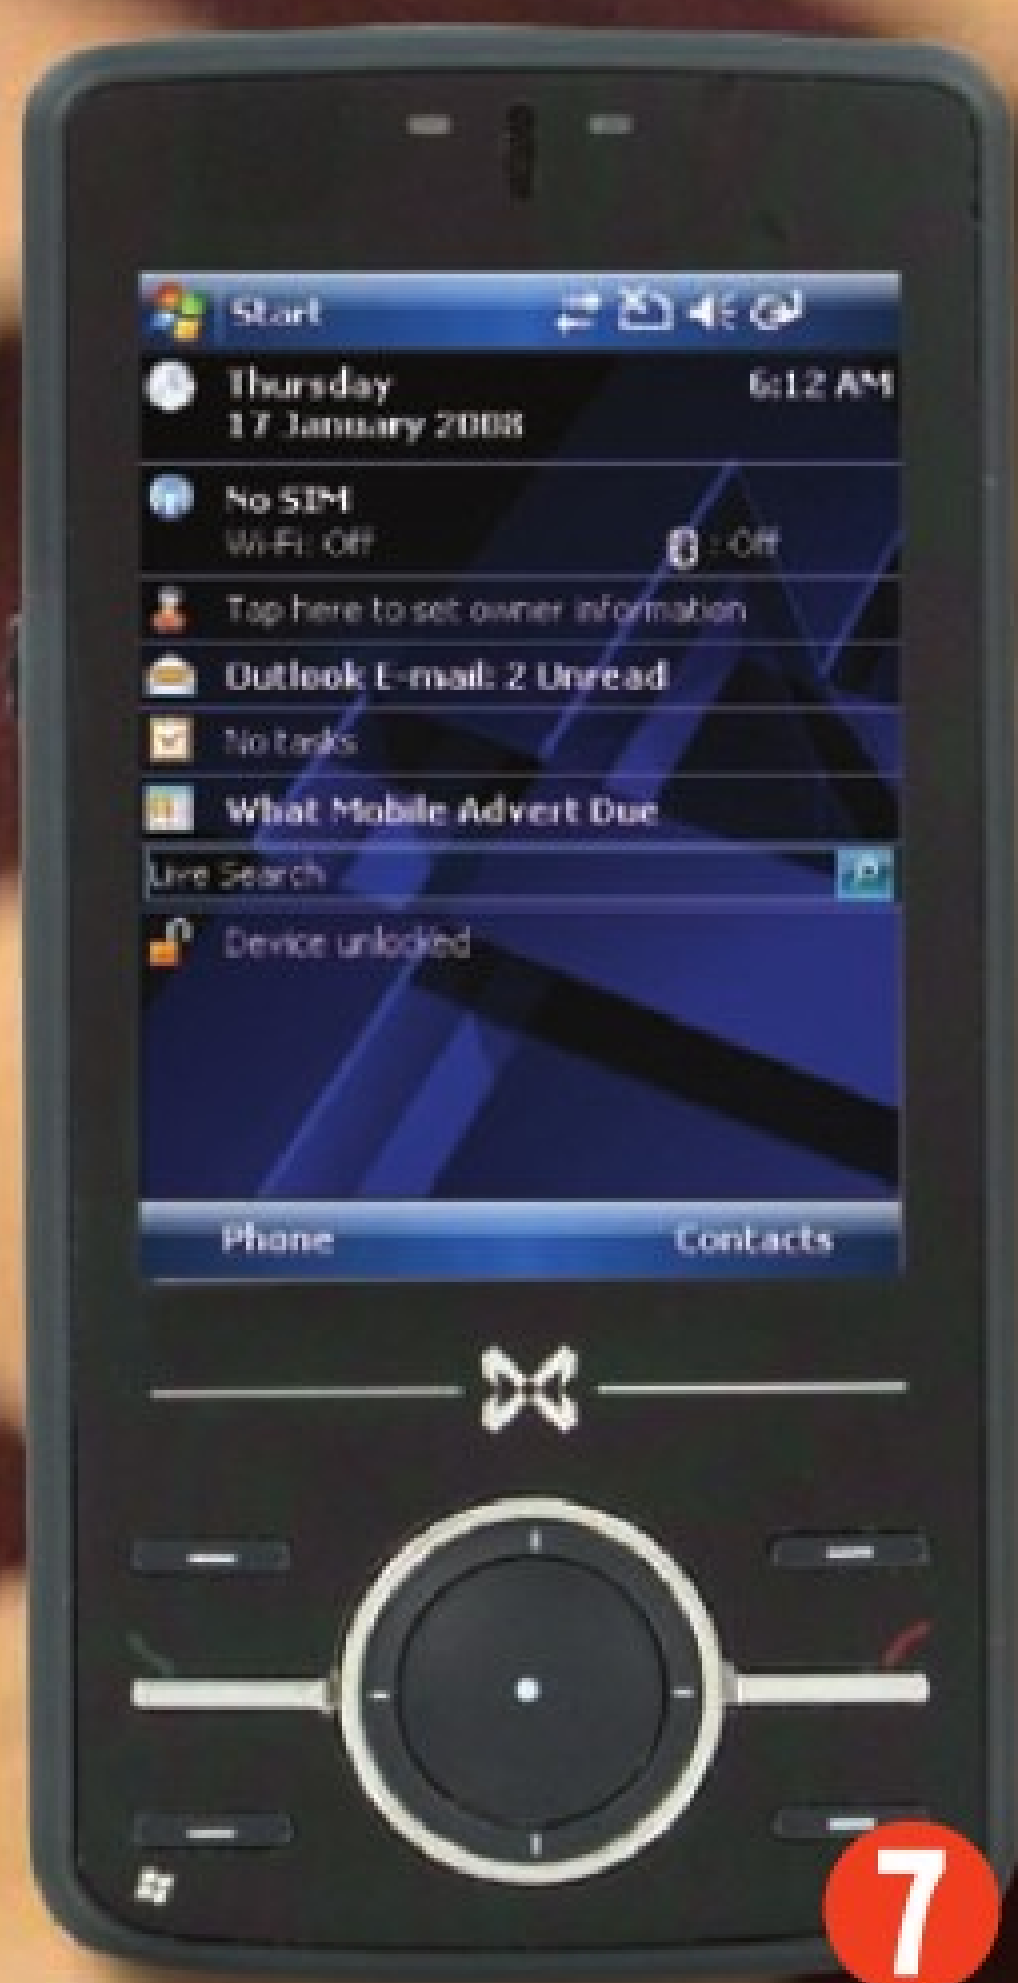 Start
Thursday 6:12 AM
17 January 2008
No SIM
Wi-Fi: Off : Off
Tap here to set owner information
Outlook E-mail: 2 Unread
No tasks
What Mobile Advert Due
Live Search
Device unlocked
Phone Contacts
7